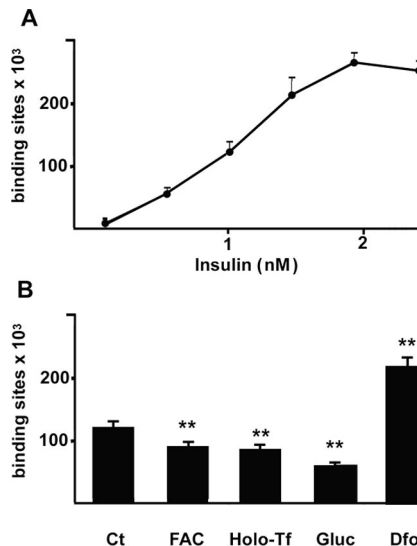 A
binding sites x 10³
200
100
1
2
Insulin (nM)
B
binding sites x 10³
200
100
**
**
**
**
Ct FAC Holo-Tf Gluc Dfo